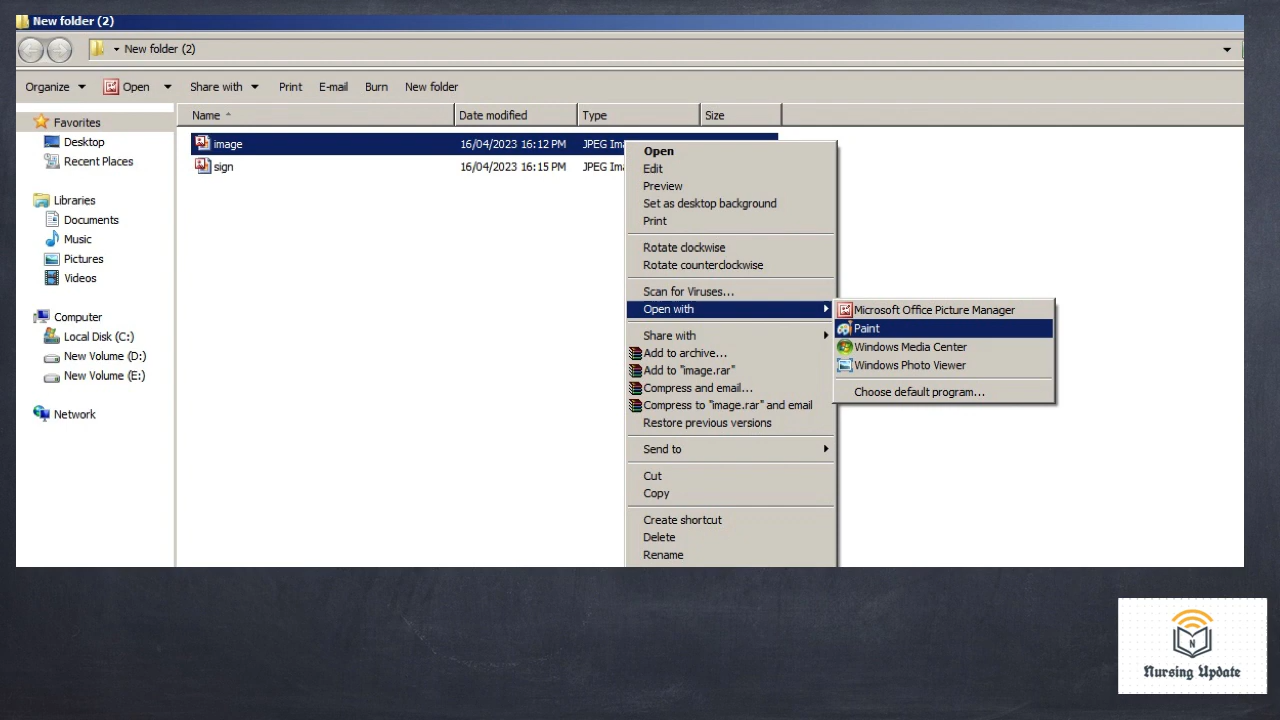 New folder (2)
New folder (2)
Organize Open Share with Print E-mail Burn New folder
Name Date modified Type Size
Favorites
Desktop
Recent Places
Libraries
Documents
Music
Pictures
Videos
Computer
Local Disk (C:)
New Volume (D:)
New Volume (E:)
Network
image 16/04/2023 16:12 PM JPEG Ima
sign 16/04/2023 16:15 PM JPEG Ima
Open
Edit
Preview
Set as desktop background
Print
Rotate clockwise
Rotate counterclockwise
Scan for Viruses...
Open with
Share with
Add to archive...
Add to "image.rar"
Compress and email...
Compress to "image.rar" and email
Restore previous versions
Send to
Cut
Copy
Create shortcut
Delete
Rename
Microsoft Office Picture Manager
Paint
Windows Media Center
Windows Photo Viewer
Choose default program...
N
Nursing Update